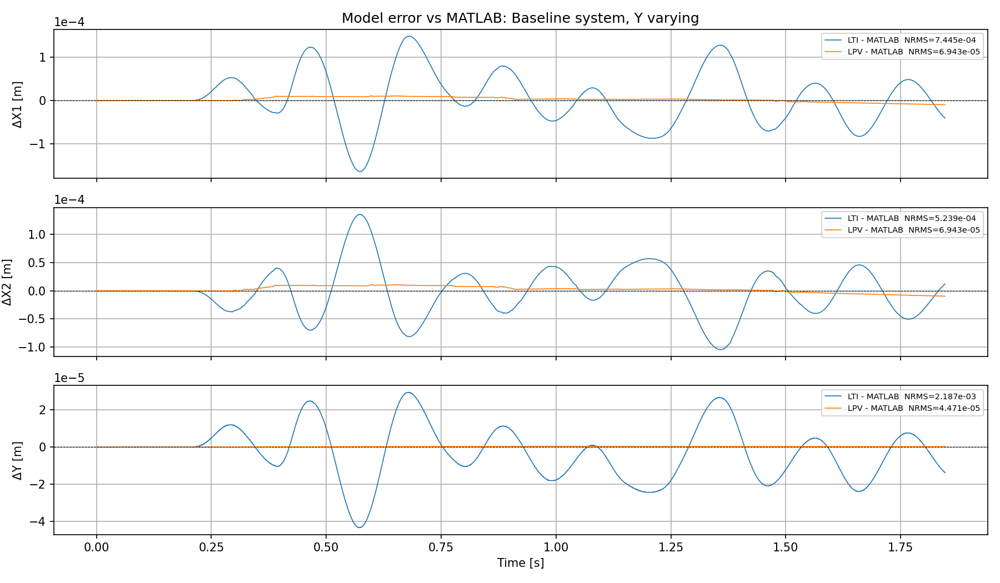 Model error vs MATLAB: Baseline system, Y varying
1e−4
1
0
−1
ΔX1 [m]
LTI - MATLAB  NRMS=7.445e-04
LPV - MATLAB  NRMS=6.943e-05
1e−4
1.0
0.5
0.0
−0.5
−1.0
ΔX2 [m]
LTI - MATLAB  NRMS=5.239e-04
LPV - MATLAB  NRMS=6.943e-05
1e−5
2
0
−2
−4
ΔY [m]
LTI - MATLAB  NRMS=2.187e-03
LPV - MATLAB  NRMS=4.471e-05
0.00 0.25 0.50 0.75 1.00 1.25 1.50 1.75
Time [s]